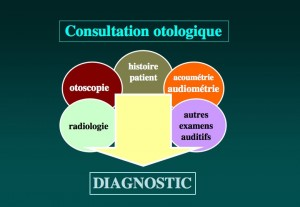 Consultation otologique
histoire
patient
otoscopie
acoumétrie
audiométrie
radiologie
autres
examens
auditifs
DIAGNOSTIC